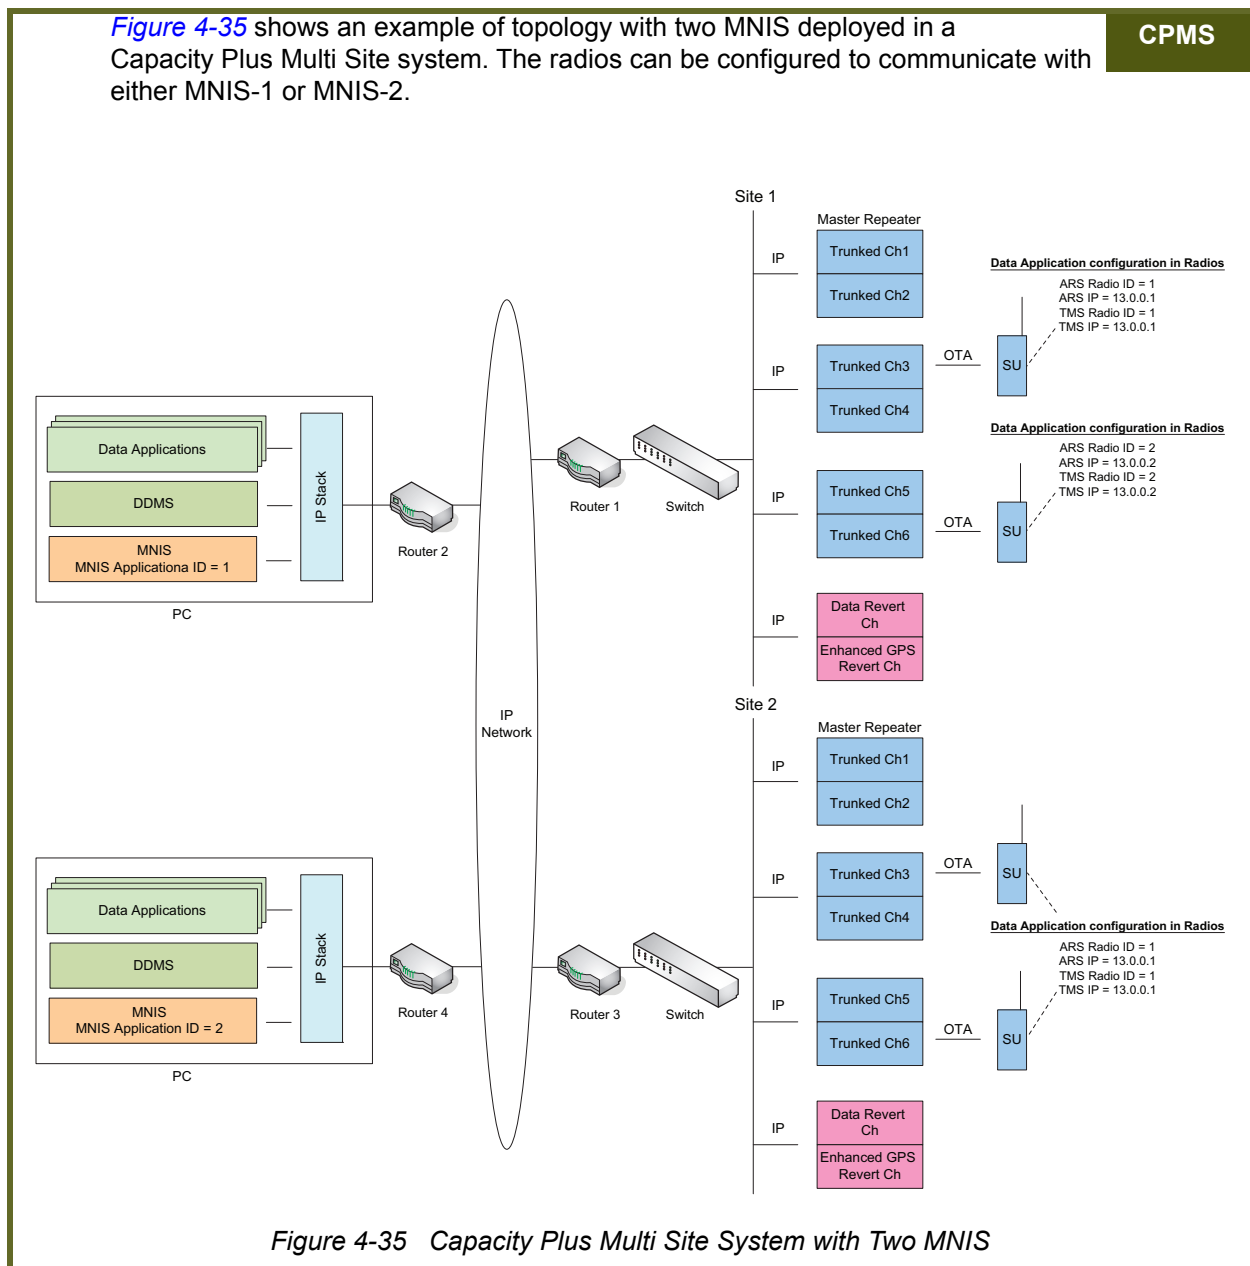 Figure 4-35 shows an example of topology with two MNIS deployed in a
Capacity Plus Multi Site system. The radios can be configured to communicate with
either MNIS-1 or MNIS-2.
CPMS
Site 1
Master Repeater
IP
Trunked Ch1
Trunked Ch2
Data Application configuration in Radios
ARS Radio ID = 1
ARS IP = 13.0.0.1
TMS Radio ID = 1
TMS IP = 13.0.0.1
IP
Trunked Ch3
Trunked Ch4
OTA
SU
Data Application configuration in Radios
ARS Radio ID = 2
ARS IP = 13.0.0.2
TMS Radio ID = 2
TMS IP = 13.0.0.2
Data Applications
DDMS
MNIS
MNIS Applicationa ID = 1
IP Stack
PC
Router 2
Router 1
Switch
IP
Trunked Ch5
Trunked Ch6
OTA
SU
IP
Data Revert
Ch
Enhanced GPS
Revert Ch
IP
Network
Site 2
Master Repeater
IP
Trunked Ch1
Trunked Ch2
IP
Trunked Ch3
Trunked Ch4
OTA
SU
Data Application configuration in Radios
ARS Radio ID = 1
ARS IP = 13.0.0.1
TMS Radio ID = 1
TMS IP = 13.0.0.1
Data Applications
DDMS
MNIS
MNIS Application ID = 2
IP Stack
PC
Router 4
Router 3
Switch
IP
Trunked Ch5
Trunked Ch6
OTA
SU
IP
Data Revert
Ch
Enhanced GPS
Revert Ch
Figure 4-35 Capacity Plus Multi Site System with Two MNIS